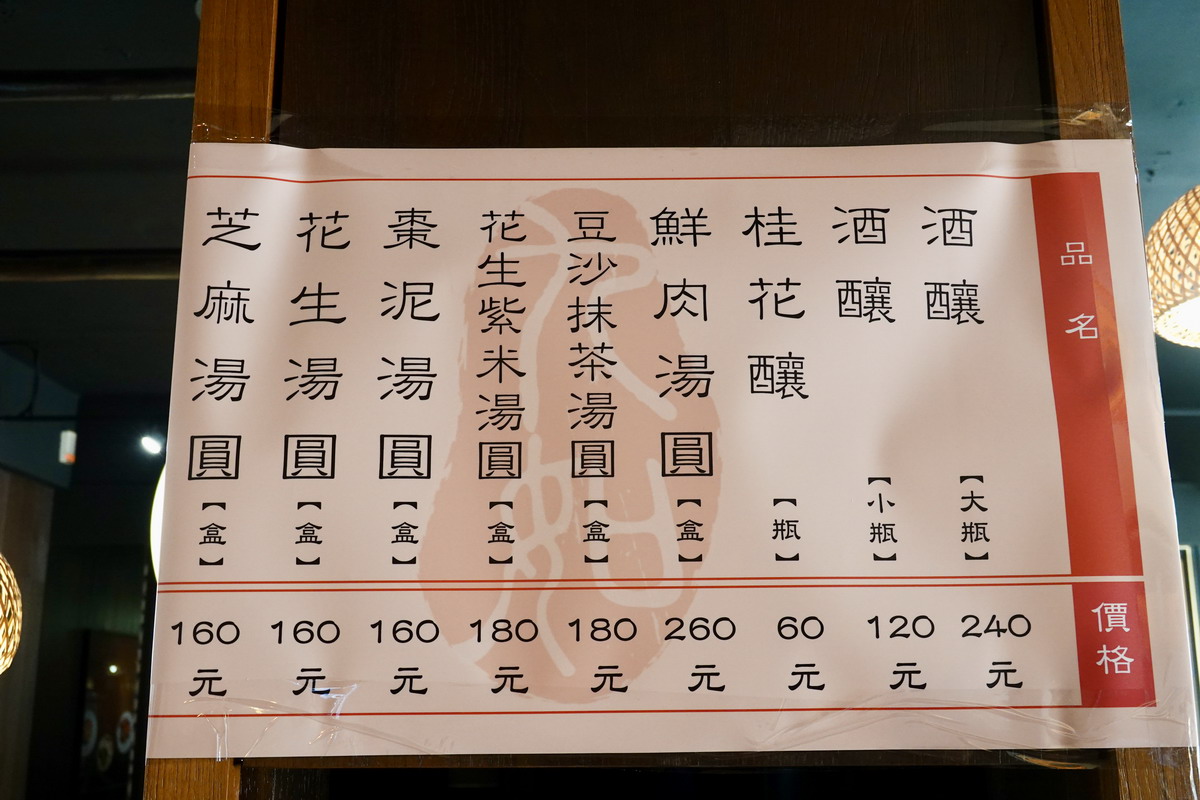 品名
價格
酒釀【大瓶】
240元
酒釀【小瓶】
120元
桂花釀【瓶】
60元
鮮肉湯圓【盒】
260元
豆沙抹茶湯圓【盒】
180元
花生紫米湯圓【盒】
180元
棗泥湯圓【盒】
160元
花生湯圓【盒】
160元
芝麻湯圓【盒】
160元